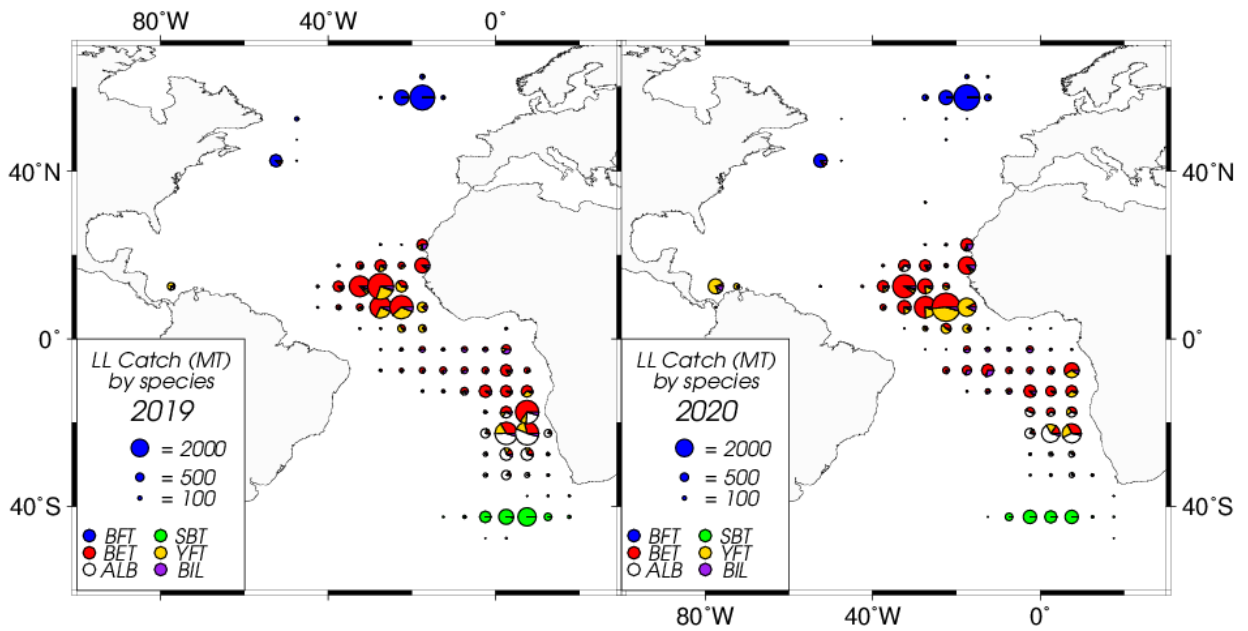 80˚W 40˚W 0˚
40˚N 40˚N
0˚ 0˚
LL Catch (MT)
by species
2019
= 2000
= 500
= 100
BFT SBT
BET YFT
ALB BIL
LL Catch (MT)
by species
2020
= 2000
= 500
= 100
BFT SBT
BET YFT
ALB BIL
40˚S 40˚S
80˚W 40˚W 0˚